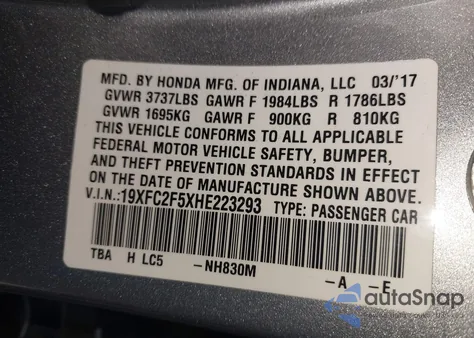 MFD. BY HONDA MFG. OF INDIANA, LLC 03/'17
GVWR 3737LBS GAWR F 1984LBS R 1786LBS
GVWR 1695KG GAWR F 900KG R 810KG
THIS VEHICLE CONFORMS TO ALL APPLICABLE
FEDERAL MOTOR VEHICLE SAFETY, BUMPER,
AND THEFT PREVENTION STANDARDS IN EFFECT
ON THE DATE OF MANUFACTURE SHOWN ABOVE.
V.I.N.:19XFC2F5XHE223293 TYPE: PASSENGER CAR
TBA H LC5 -NH830M -A -E
autoSnap